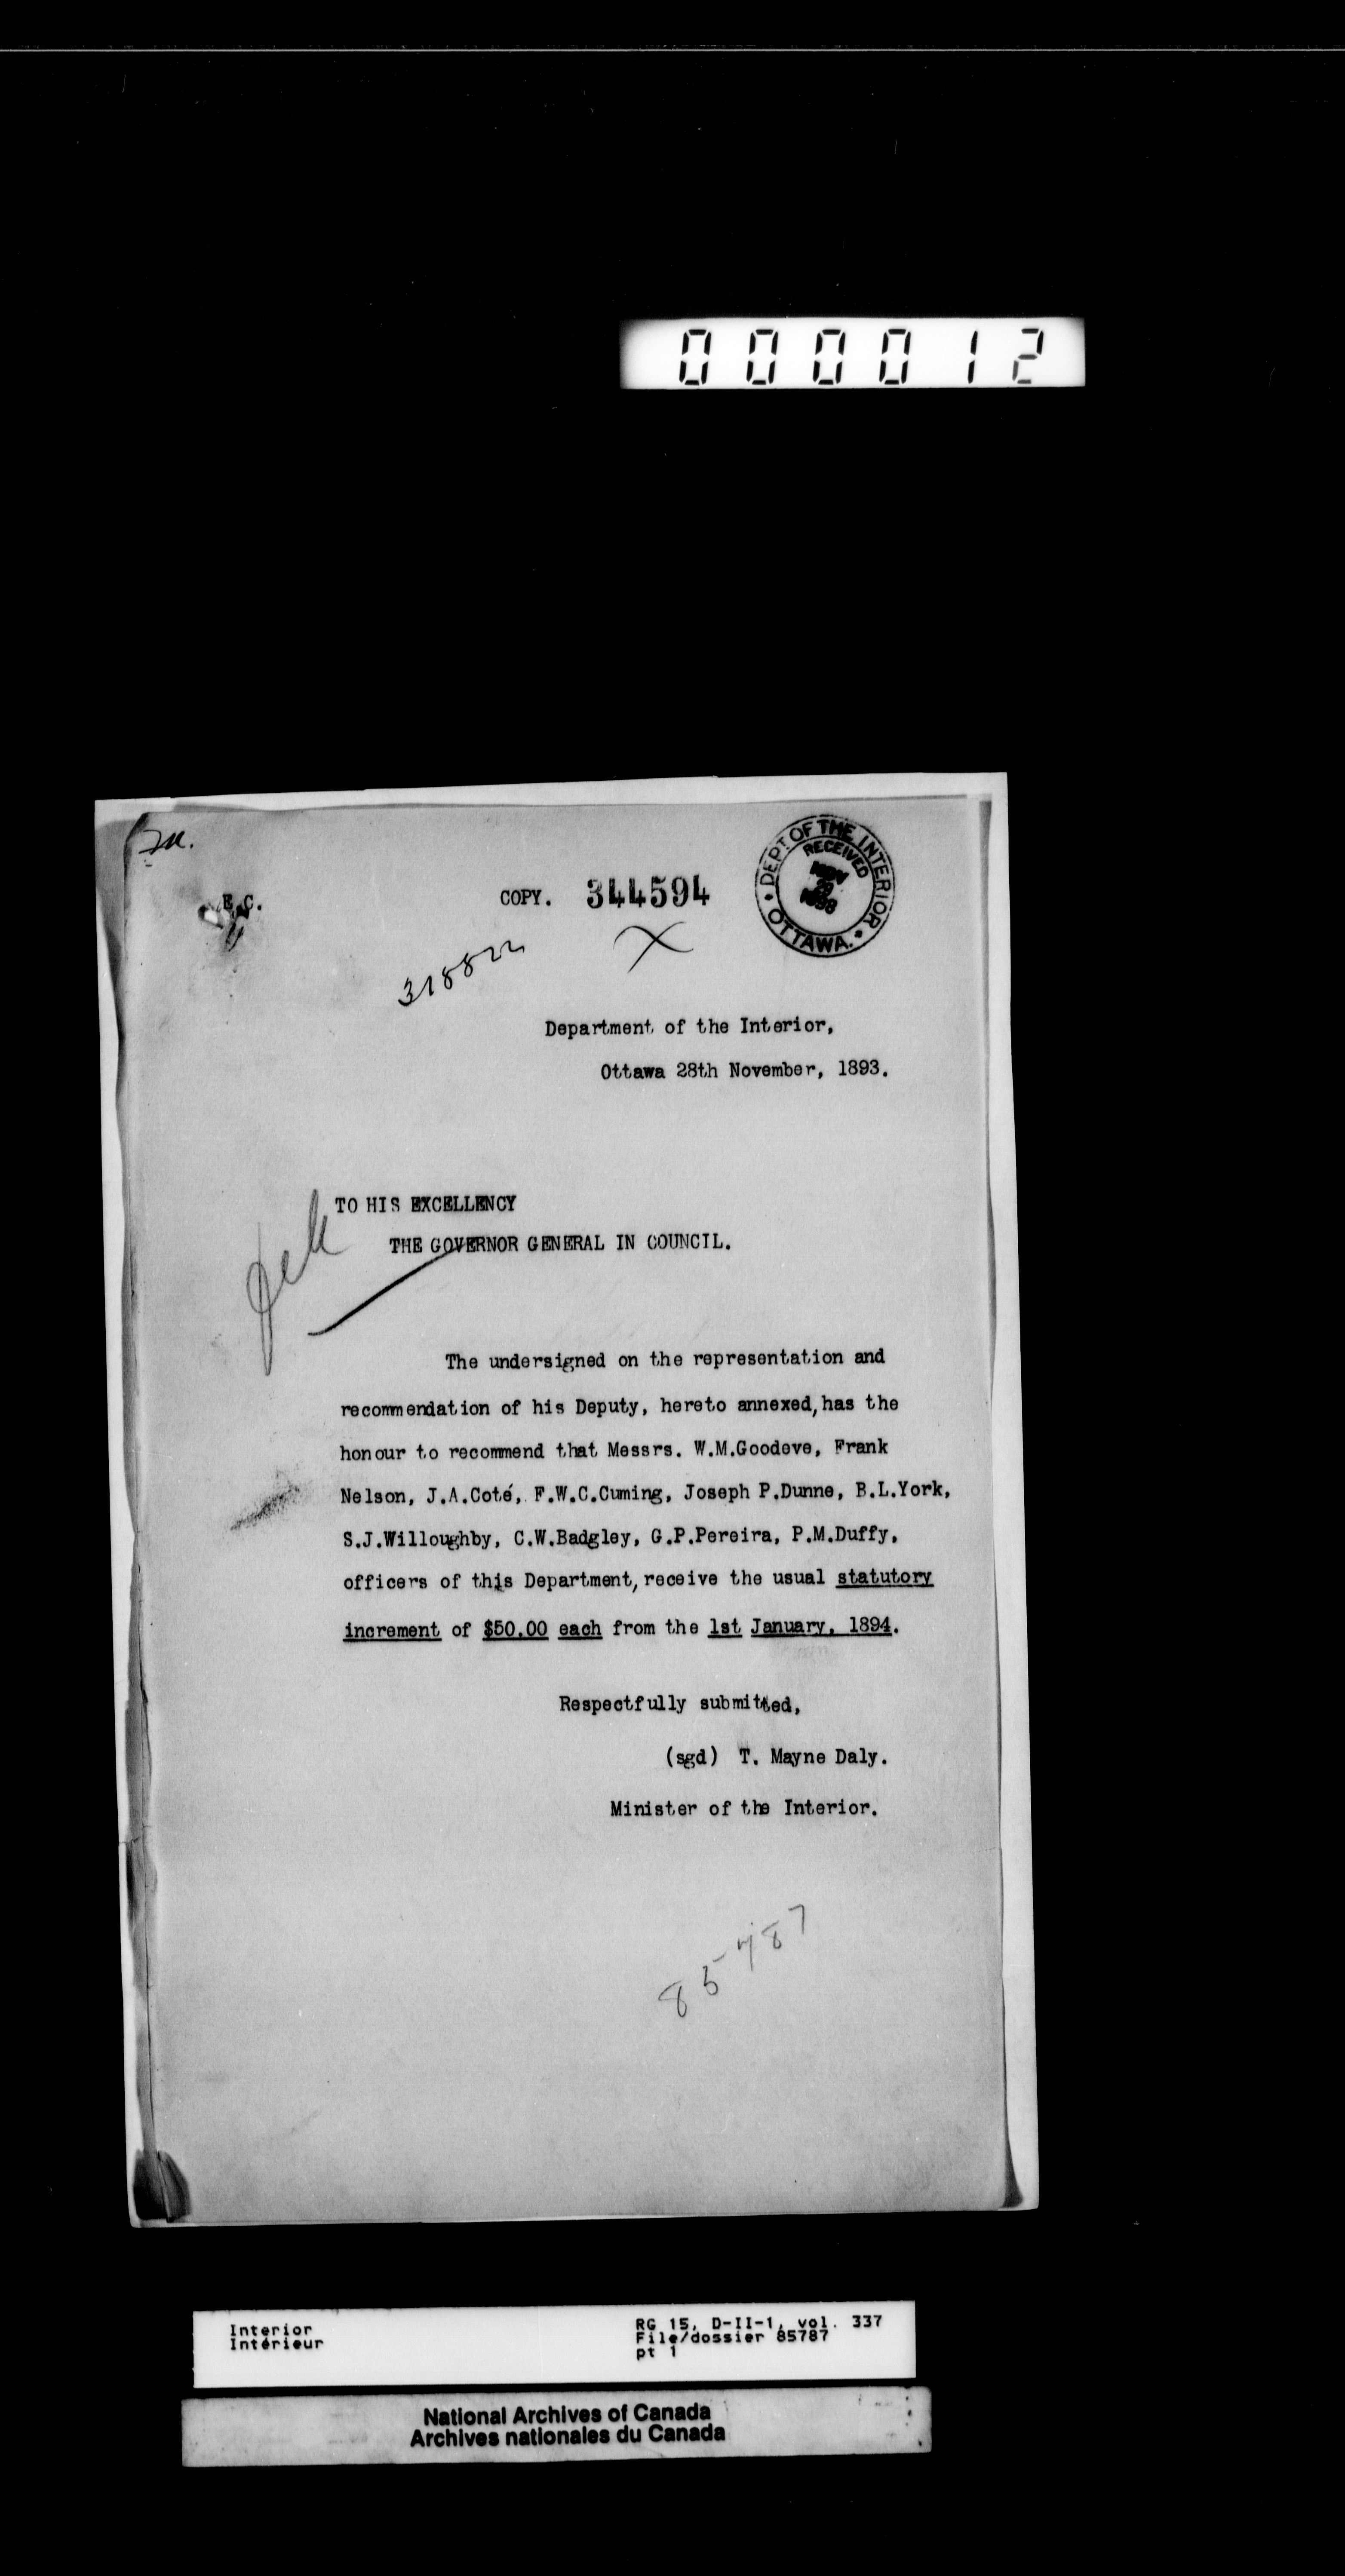 000012
E.C.
COPY. 344594
DEPT. OF THE INTERIOR
RECEIVED
NOV
29
OTTAWA.
318822
Department of the Interior,
Ottawa 28th November, 1893.
TO HIS EXCELLENCY
THE GOVERNOR GENERAL IN COUNCIL.
The undersigned on the representation and
recommendation of his Deputy, hereto annexed, has the
honour to recommend that Messrs. W.M.Goodeve, Frank
Nelson, J.A.Coté, F.W.C.Cuming, Joseph P.Dunne, B.L.York,
S.J.Willoughby, C.W.Badgley, G.P.Pereira, P.M.Duffy,
officers of this Department, receive the usual statutory
increment of $50.00 each from the 1st January, 1894.
Respectfully submitted,
(sgd) T. Mayne Daly.
Minister of the Interior.
85787
Interior
Intérieur
RG 15, D-II-1, vol. 337
File/dossier 85787
pt 1
National Archives of Canada
Archives nationales du Canada